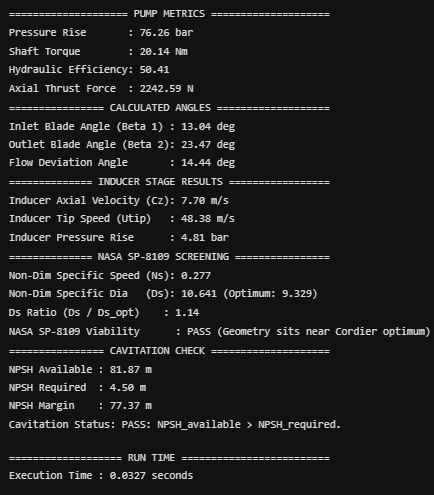 ==================== PUMP METRICS ====================
Pressure Rise       : 76.26 bar
Shaft Torque        : 20.14 Nm
Hydraulic Efficiency: 50.41
Axial Thrust Force  : 2242.59 N
================ CALCULATED ANGLES ===================
Inlet Blade Angle (Beta 1) : 13.04 deg
Outlet Blade Angle (Beta 2): 23.47 deg
Flow Deviation Angle       : 14.44 deg
============== INDUCER STAGE RESULTS =================
Inducer Axial Velocity (Cz): 7.70 m/s
Inducer Tip Speed (Utip)   : 48.38 m/s
Inducer Pressure Rise      : 4.81 bar
============== NASA SP-8109 SCREENING ================
Non-Dim Specific Speed (Ns): 0.277
Non-Dim Specific Dia   (Ds): 10.641 (Optimum: 9.329)
Ds Ratio (Ds / Ds_opt)    : 1.14
NASA SP-8109 Viability      : PASS (Geometry sits near Cordier optimum)
================ CAVITATION CHECK ====================
NPSH Available : 81.87 m
NPSH Required  : 4.50 m
NPSH Margin    : 77.37 m
Cavitation Status: PASS: NPSH_available > NPSH_required.
=================== RUN TIME =========================
Execution Time : 0.0327 seconds